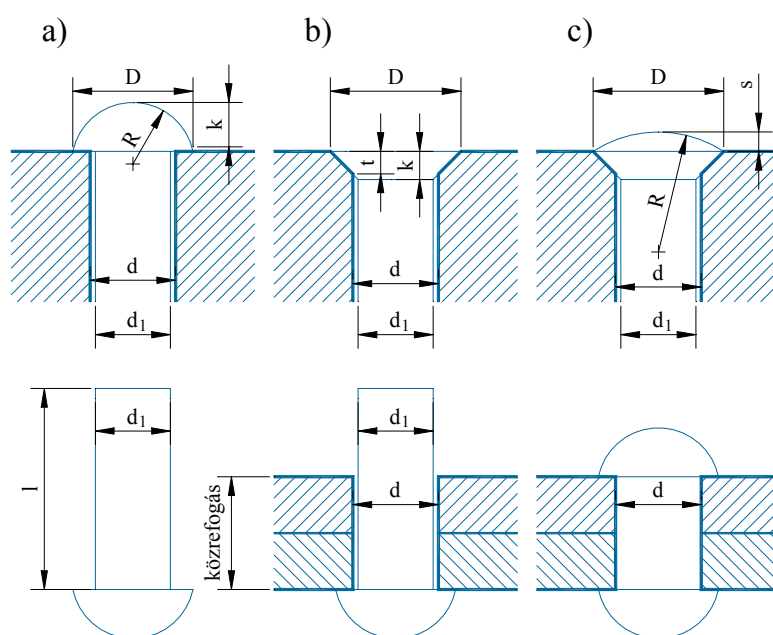 a) b) c)
D D D
k s
R t k R
d d d
d₁ d₁ d₁
d₁ d₁
l közrefogás d d